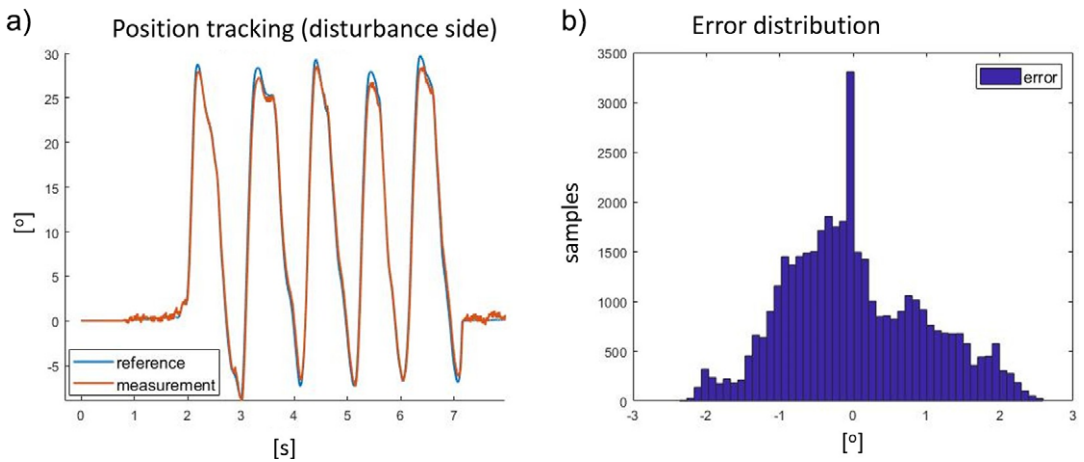 a)
Position tracking (disturbance side)
30
25
20
15
10
5
0
-5
[º]
reference
measurement
0 1 2 3 4 5 6 7
[s]
b)
Error distribution
3500
3000
2500
2000
1500
1000
500
0
samples
error
-3 -2 -1 0 1 2 3
[º]